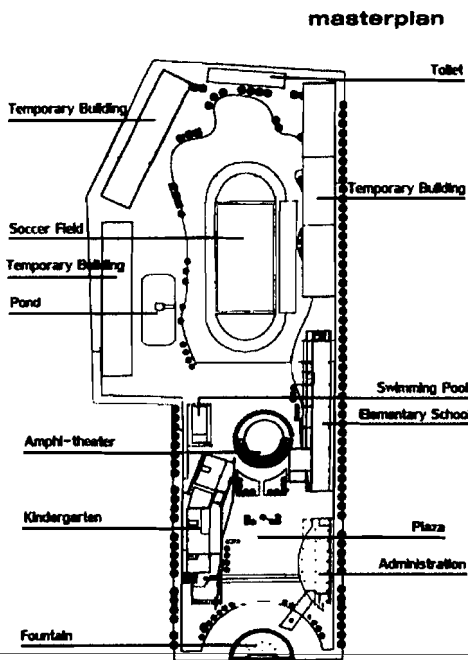 masterplan
Toilet
Temporary Building
Temporary Building
Soccer Field
Temporary Building
Pond
Swimming Pool
Elementary School
Amphi-theater
Kindergarten
Plaza
Administration
Fountain